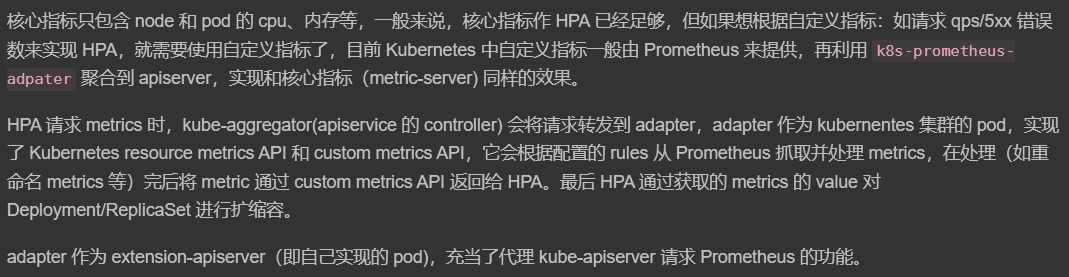 核心指标只包含 node 和 pod 的 cpu、内存等，一般来说，核心指标作 HPA 已经足够，但如果想根据自定义指标：如请求 qps/5xx 错误
数来实现 HPA，就需要使用自定义指标了，目前 Kubernetes 中自定义指标一般由 Prometheus 来提供，再利用 k8s-prometheus-
adpater 聚合到 apiserver，实现和核心指标（metric-server) 同样的效果。
HPA 请求 metrics 时，kube-aggregator(apiservice 的 controller) 会将请求转发到 adapter，adapter 作为 kubernentes 集群的 pod，实现
了 Kubernetes resource metrics API 和 custom metrics API，它会根据配置的 rules 从 Prometheus 抓取并处理 metrics，在处理（如重
命名 metrics 等）完后将 metric 通过 custom metrics API 返回给 HPA。最后 HPA 通过获取的 metrics 的 value 对
Deployment/ReplicaSet 进行扩缩容。
adapter 作为 extension-apiserver（即自己实现的 pod)，充当了代理 kube-apiserver 请求 Prometheus 的功能。